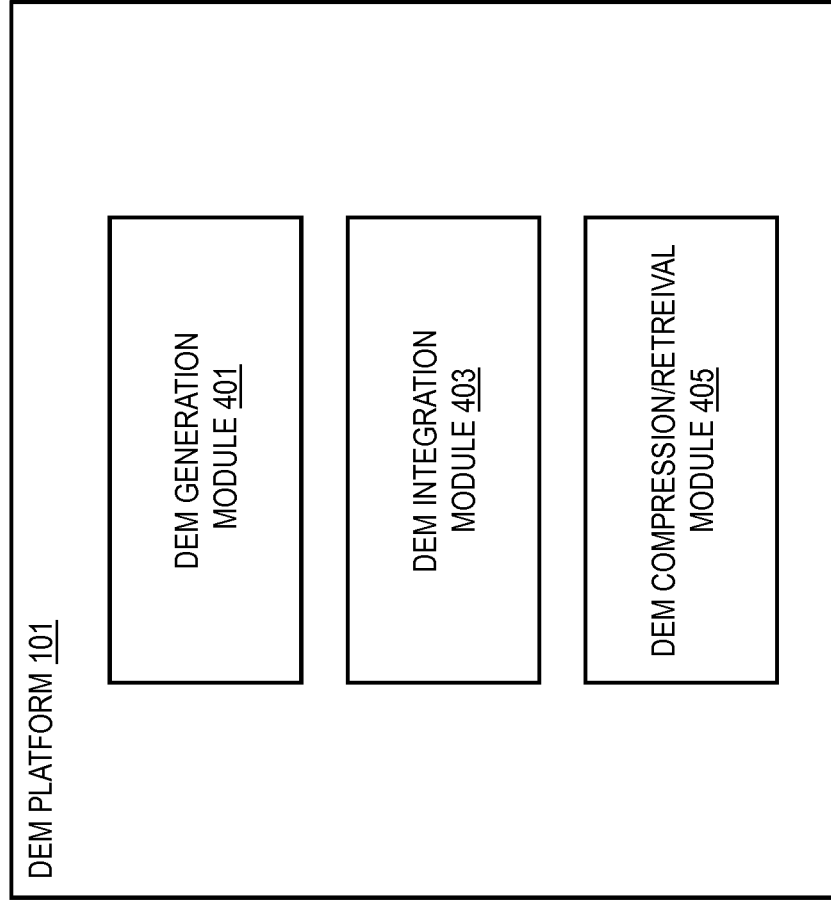 DEM PLATFORM 101
DEM GENERATION
MODULE 401
DEM INTEGRATION
MODULE 403
DEM COMPRESSION/RETREIVAL
MODULE 405